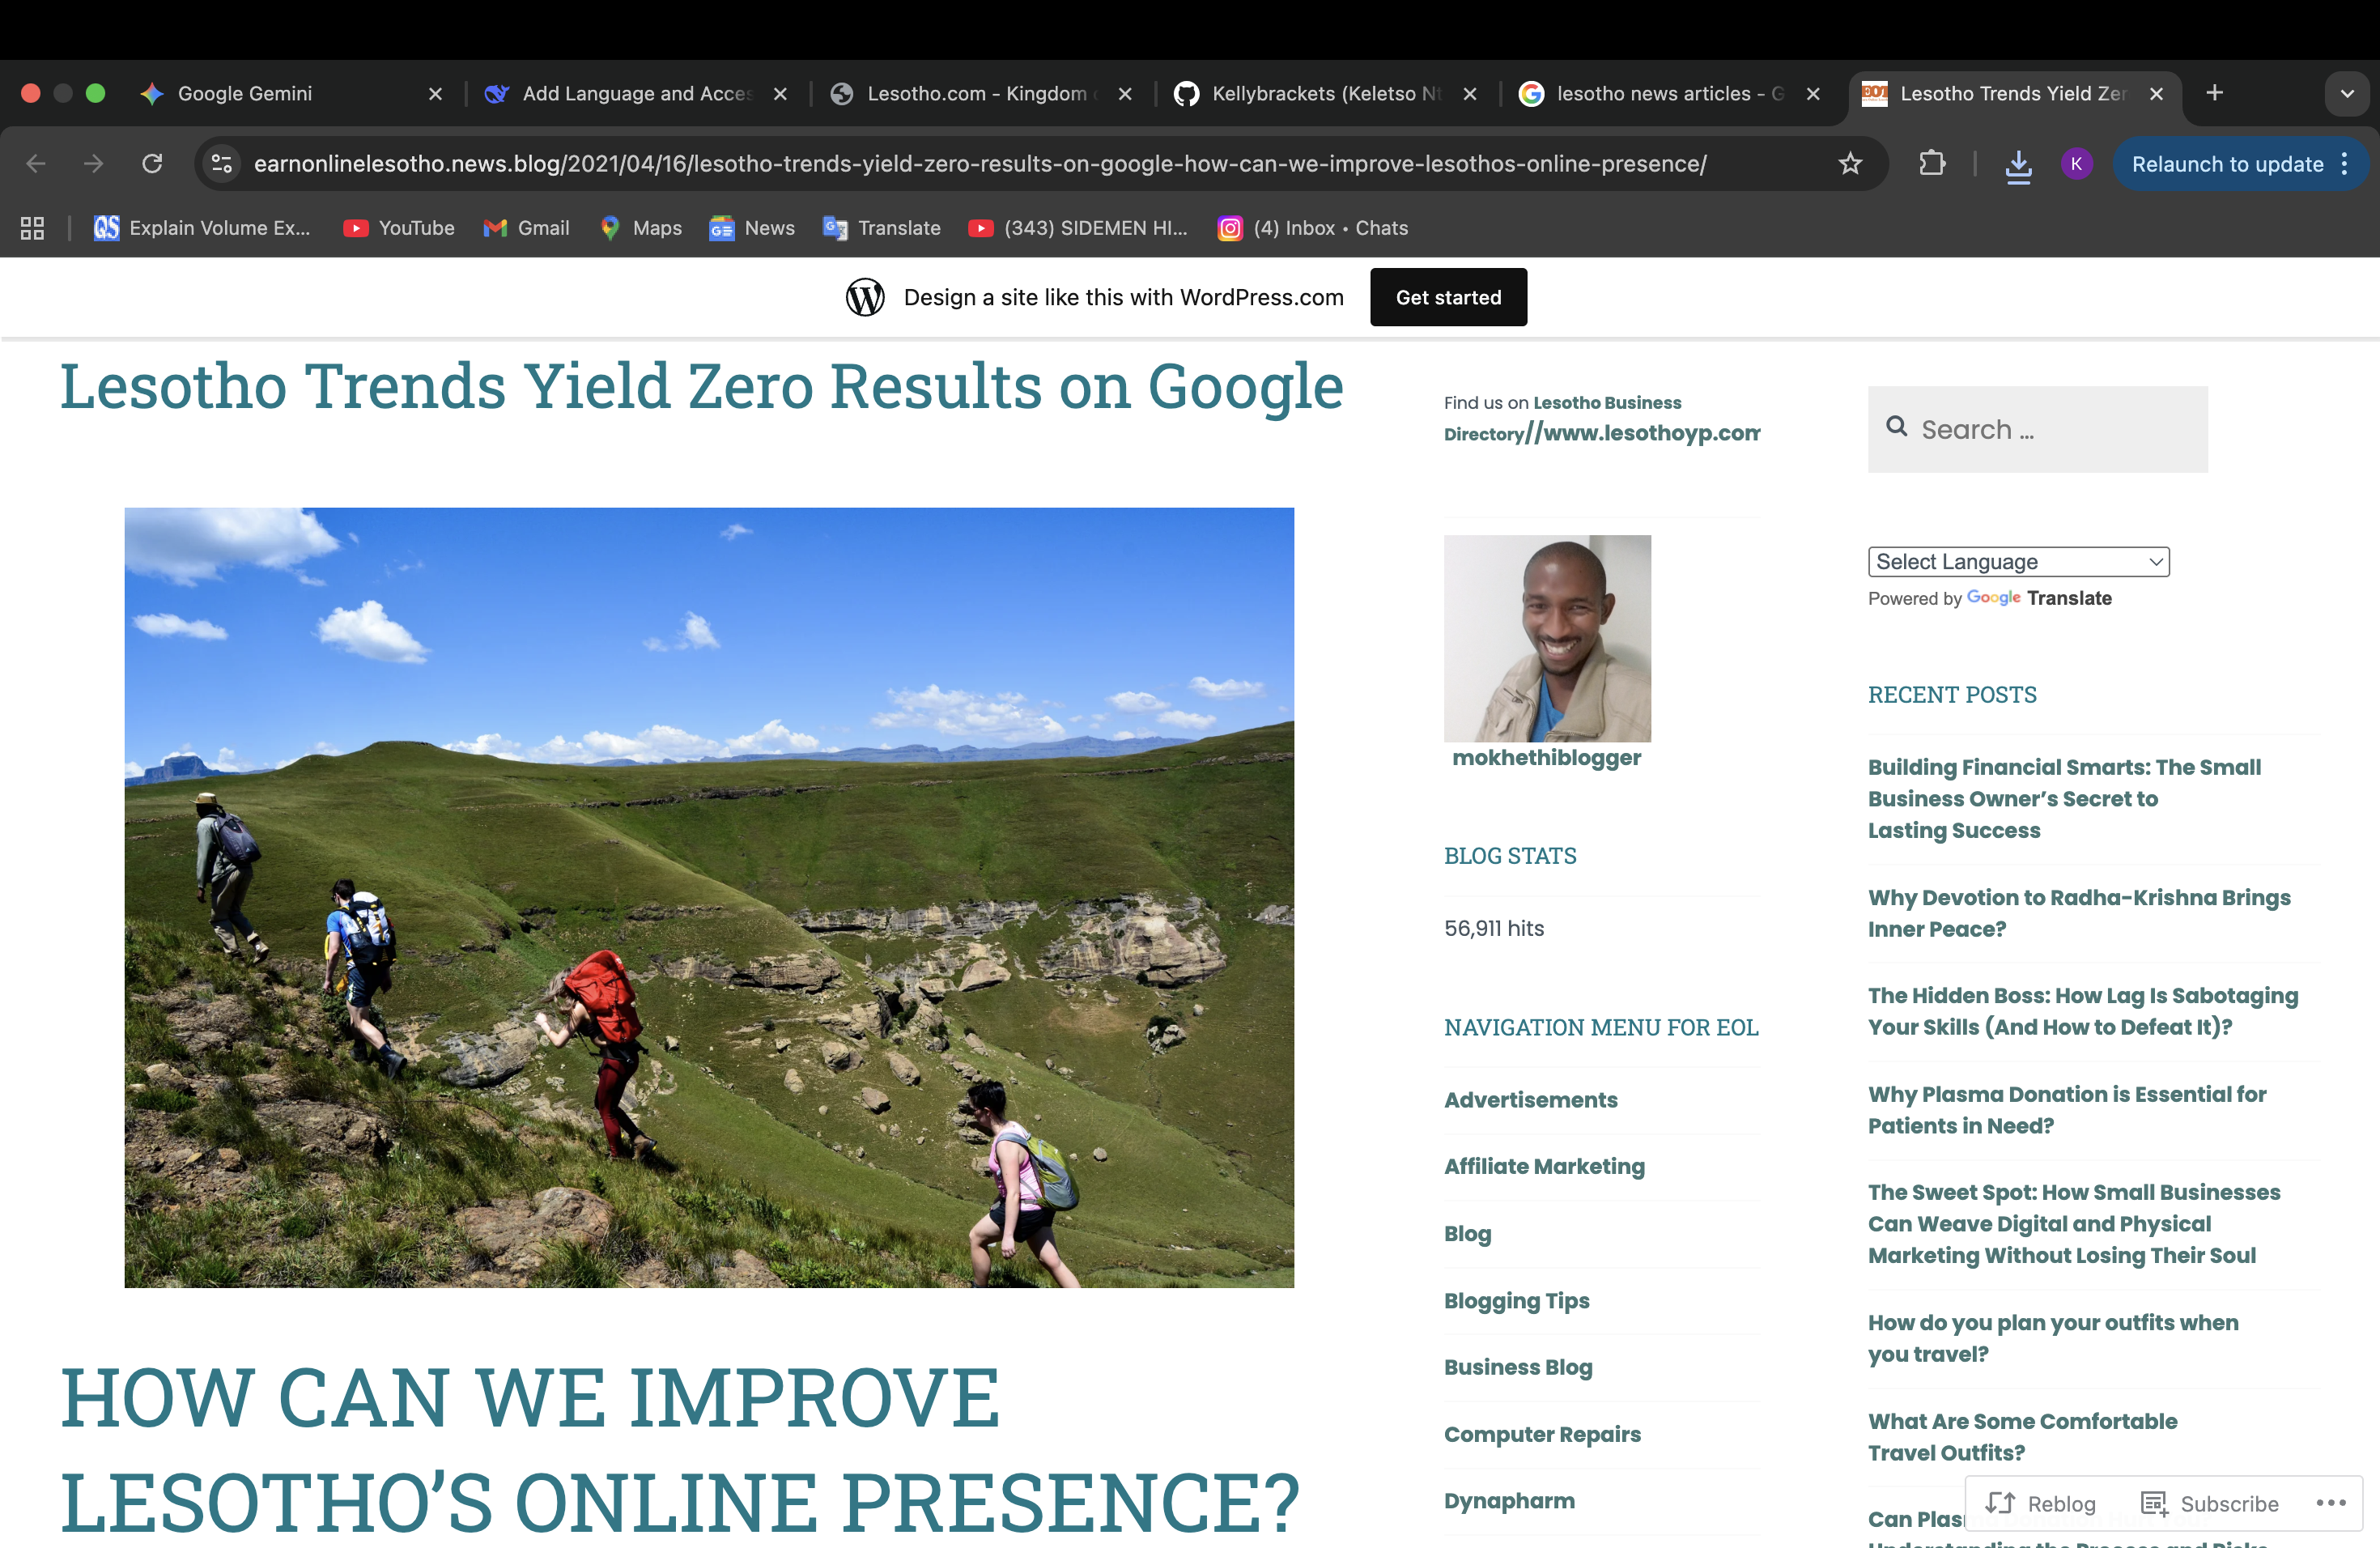 Google Gemini
Add Language and Acces
Lesotho.com - Kingdom
Kellybrackets (Keletso Nt
lesotho news articles - G
Lesotho Trends Yield Zer
earnonlinelesotho.news.blog/2021/04/16/lesotho-trends-yield-zero-results-on-google-how-can-we-improve-lesothos-online-presence/
K
Relaunch to update
Explain Volume Ex...
YouTube
Gmail
Maps
News
Translate
(343) SIDEMEN HI...
(4) Inbox • Chats
Design a site like this with WordPress.com
Get started
Lesotho Trends Yield Zero Results on Google
HOW CAN WE IMPROVE
LESOTHO’S ONLINE PRESENCE?
Find us on Lesotho Business
Directory//www.lesothoyp.com
mokhethiblogger
BLOG STATS
56,911 hits
NAVIGATION MENU FOR EOL
Advertisements
Affiliate Marketing
Blog
Blogging Tips
Business Blog
Computer Repairs
Dynapharm
Search …
Select Language
Powered by Google Translate
RECENT POSTS
Building Financial Smarts: The Small
Business Owner’s Secret to
Lasting Success
Why Devotion to Radha-Krishna Brings
Inner Peace?
The Hidden Boss: How Lag Is Sabotaging
Your Skills (And How to Defeat It)?
Why Plasma Donation is Essential for
Patients in Need?
The Sweet Spot: How Small Businesses
Can Weave Digital and Physical
Marketing Without Losing Their Soul
How do you plan your outfits when
you travel?
What Are Some Comfortable
Travel Outfits?
Can Plas
Reblog
Subscribe